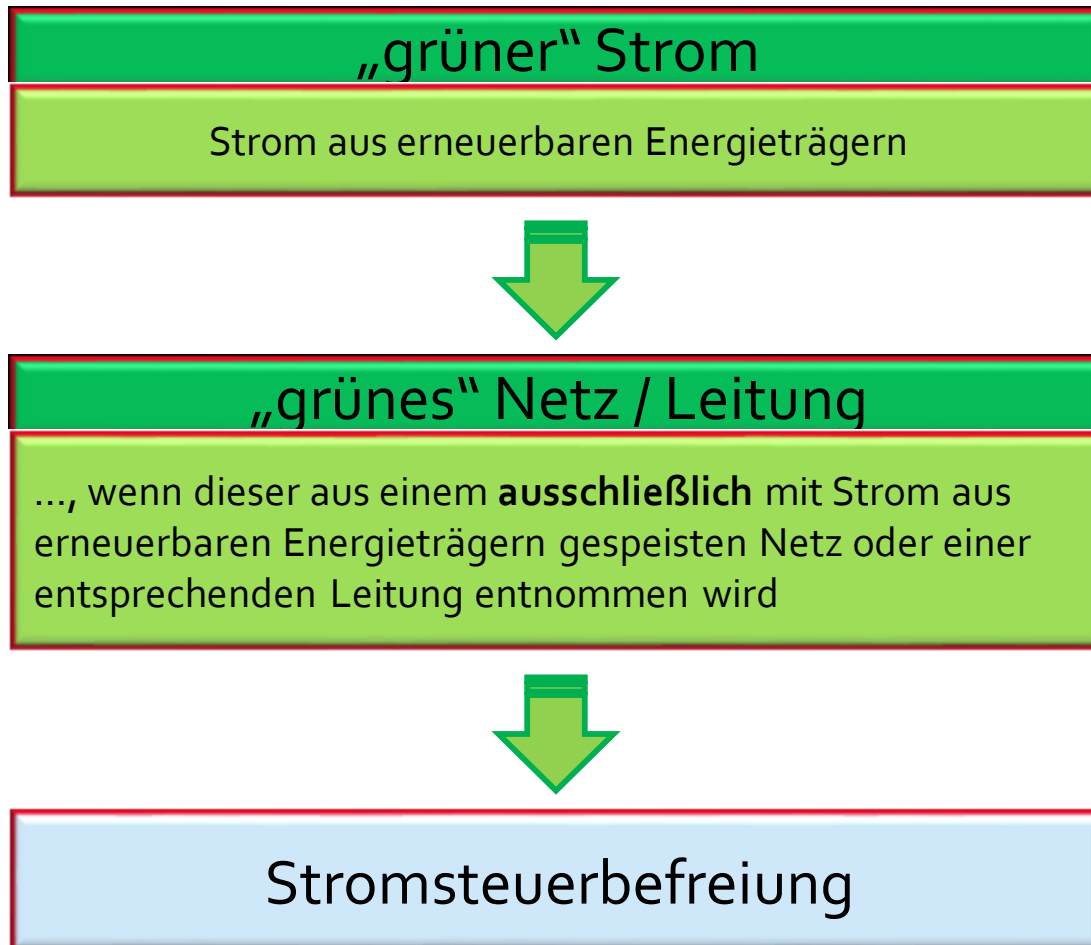 „grüner“ Strom
Strom aus erneuerbaren Energieträgern
„grünes“ Netz / Leitung
..., wenn dieser aus einem ausschließlich mit Strom aus
erneuerbaren Energieträgern gespeisten Netz oder einer
entsprechenden Leitung entnommen wird
Stromsteuerbefreiung